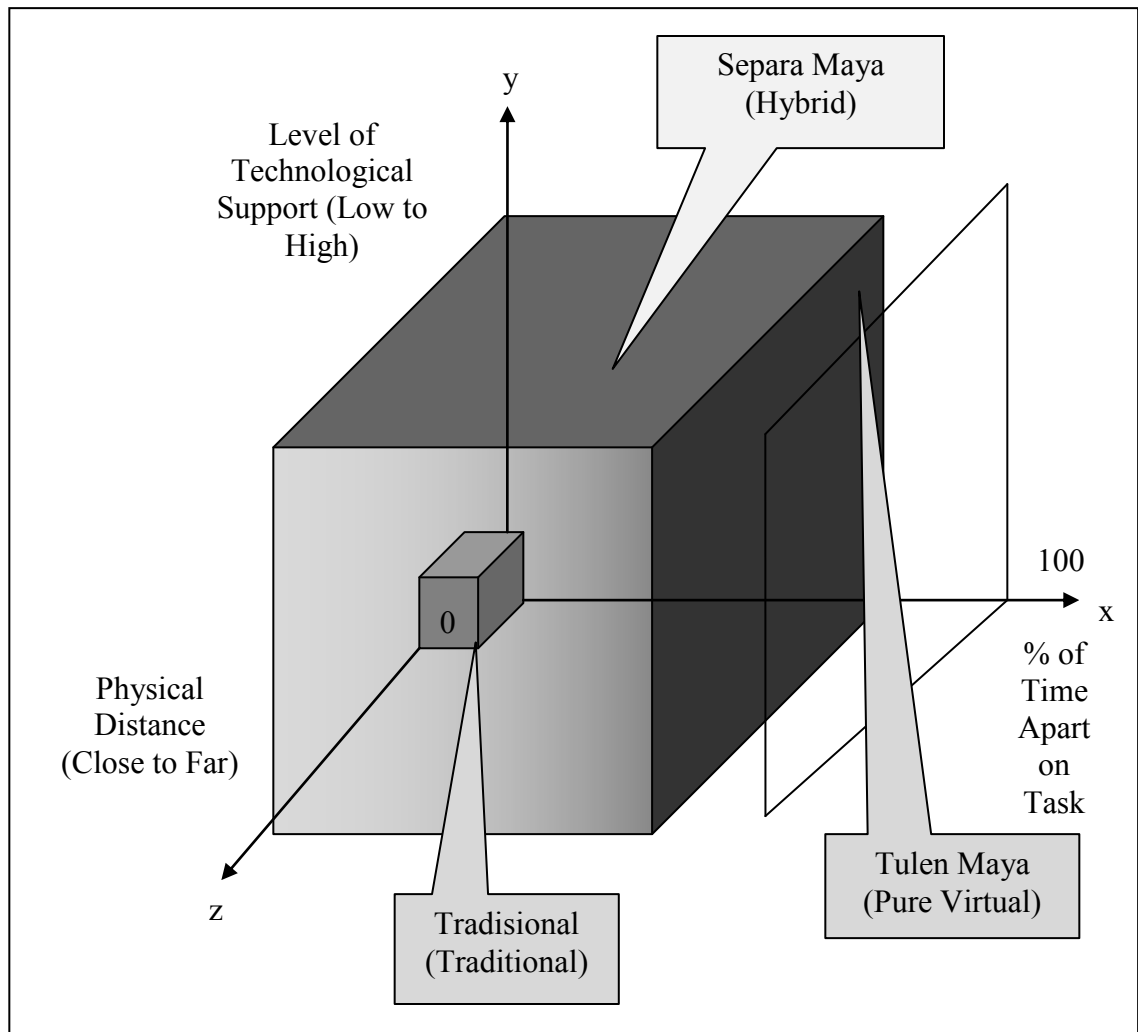 Separa Maya
(Hybrid)
y
Level of
Technological
Support (Low to
High)
100
x
0
% of
Time
Apart
on
Task
Physical
Distance
(Close to Far)
Tulen Maya
(Pure Virtual)
z
Tradisional
(Traditional)